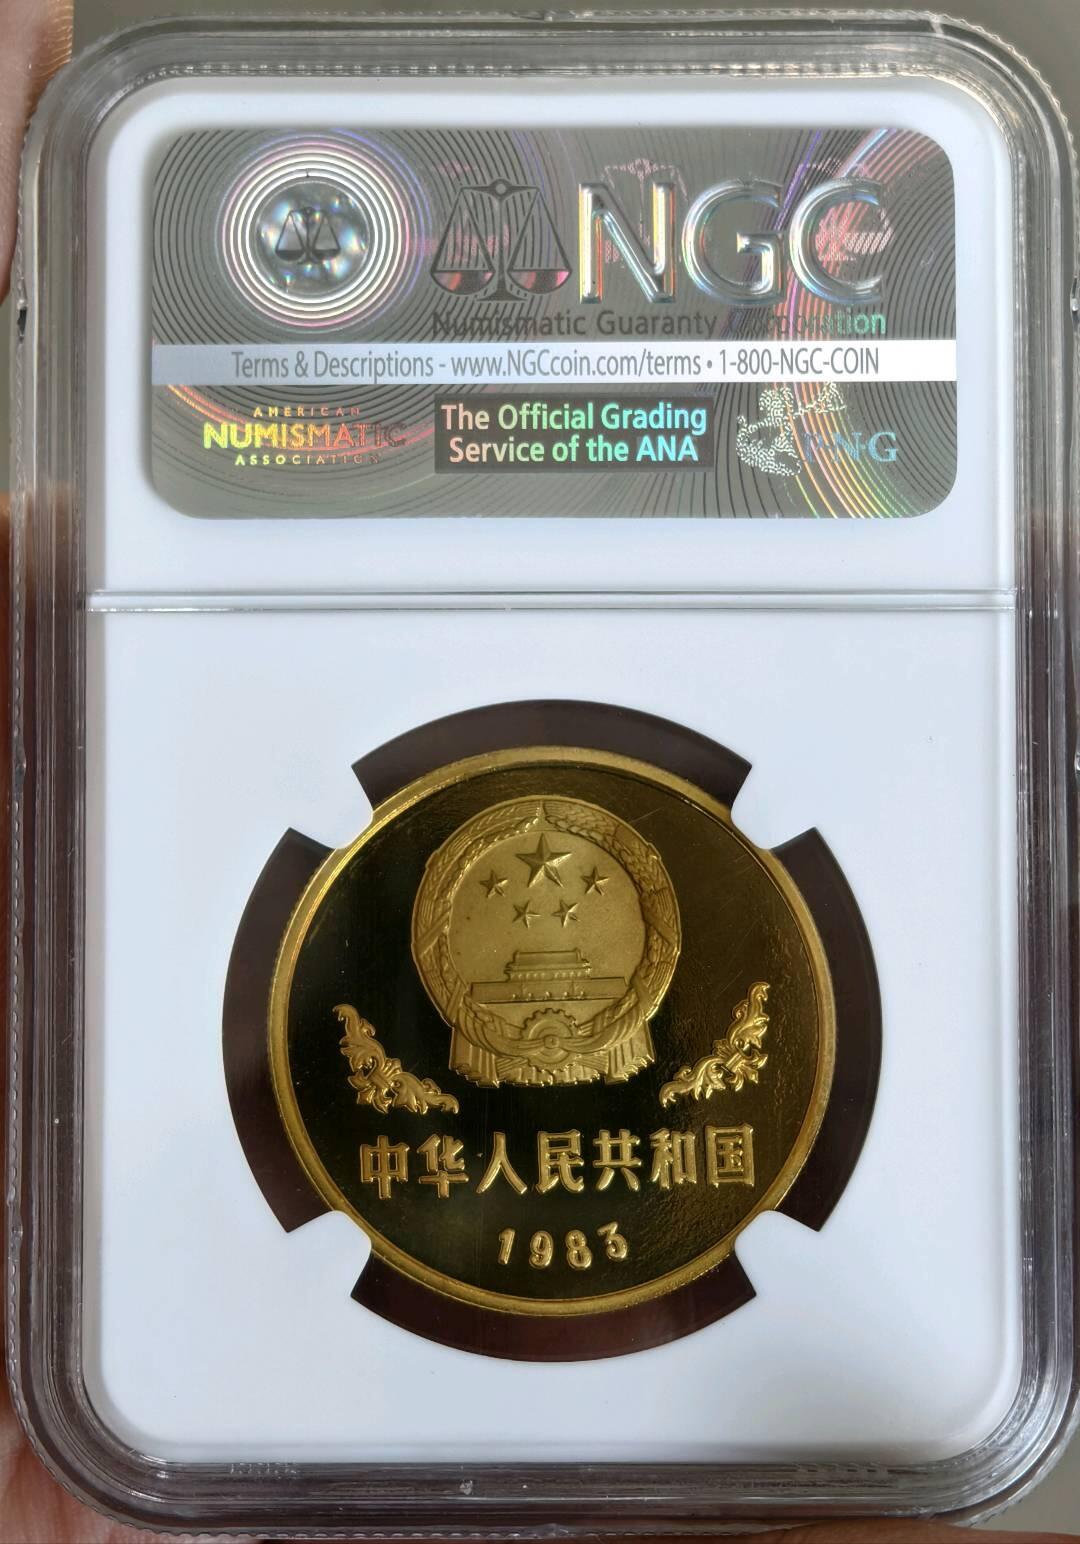 NGC
Numismatic Guaranty Corporation
Terms & Descriptions - www.NGCcoin.com/terms • 1-800-NGC-COIN
AMERICAN
NUMISMATIC
ASSOCIATION
The Official Grading
Service of the ANA
PNG
中华人民共和国
1983